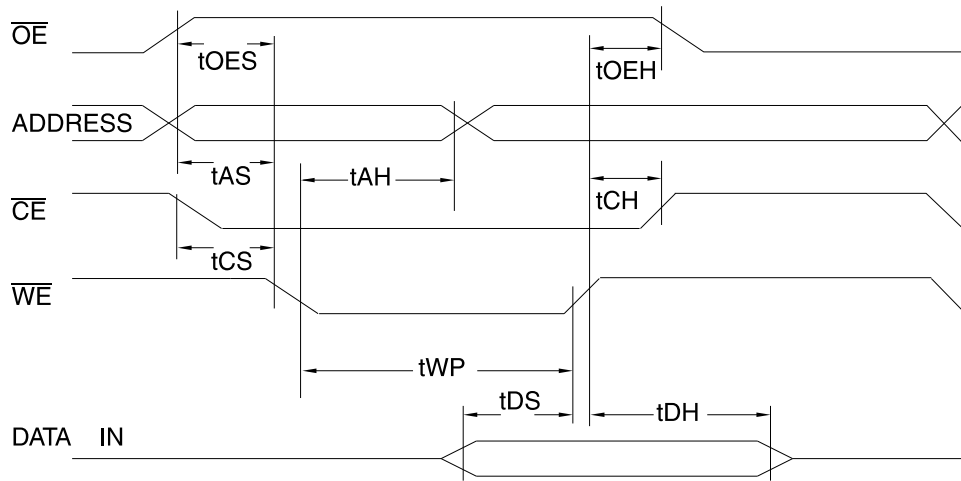 OE
tOES
tOEH
ADDRESS
tAS
tAH
tCH
CE
tCS
WE
tWP
tDS
tDH
DATA IN